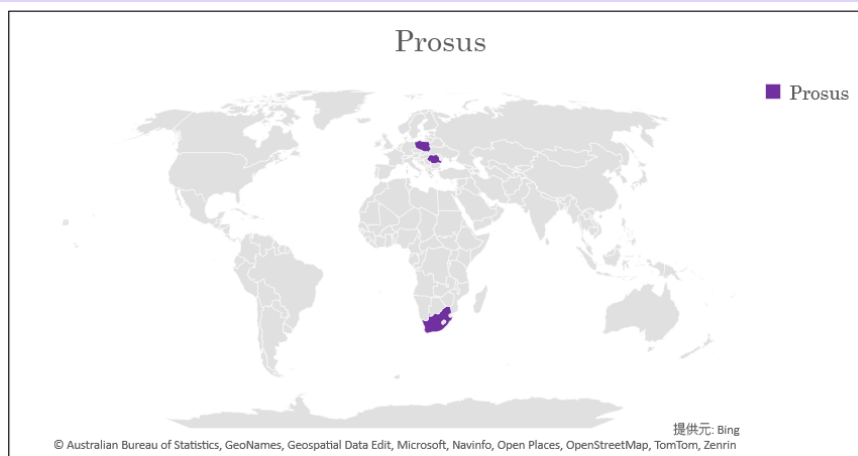 Prosus
Prosus
提供元: Bing
© Australian Bureau of Statistics, GeoNames, Geospatial Data Edit, Microsoft, Navinfo, Open Places, OpenStreetMap, TomTom, Zenrin